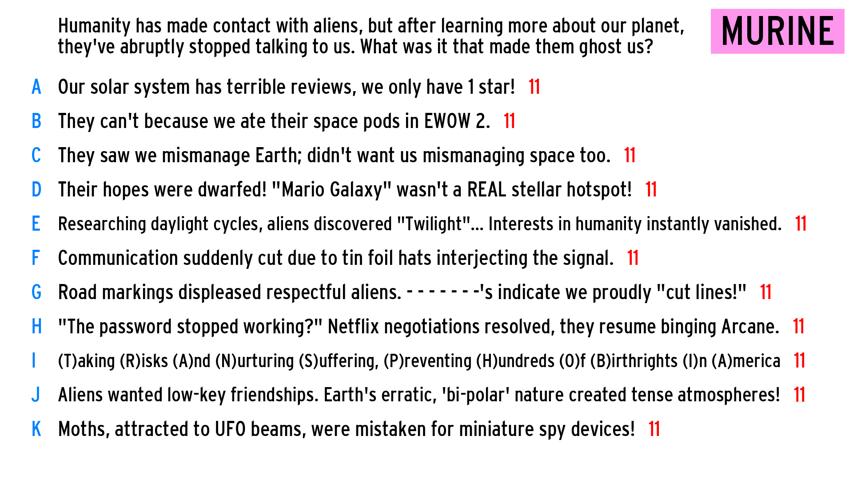 Humanity has made contact with aliens, but after learning more about our planet,
they've abruptly stopped talking to us. What was it that made them ghost us?
MURINE
A Our solar system has terrible reviews, we only have 1 star! 11
B They can't because we ate their space pods in EWOW 2. 11
C They saw we mismanage Earth; didn't want us mismanaging space too. 11
D Their hopes were dwarfed! "Mario Galaxy" wasn't a REAL stellar hotspot! 11
E Researching daylight cycles, aliens discovered "Twilight"... Interests in humanity instantly vanished. 11
F Communication suddenly cut due to tin foil hats interjecting the signal. 11
G Road markings displeased respectful aliens. - - - - - - -'s indicate we proudly "cut lines!" 11
H "The password stopped working?" Netflix negotiations resolved, they resume binging Arcane. 11
I (T)aking (R)isks (A)nd (N)urturing (S)uffering, (P)reventing (H)undreds (O)f (B)irthrights (I)n (A)merica 11
J Aliens wanted low-key friendships. Earth's erratic, 'bi-polar' nature created tense atmospheres! 11
K Moths, attracted to UFO beams, were mistaken for miniature spy devices! 11